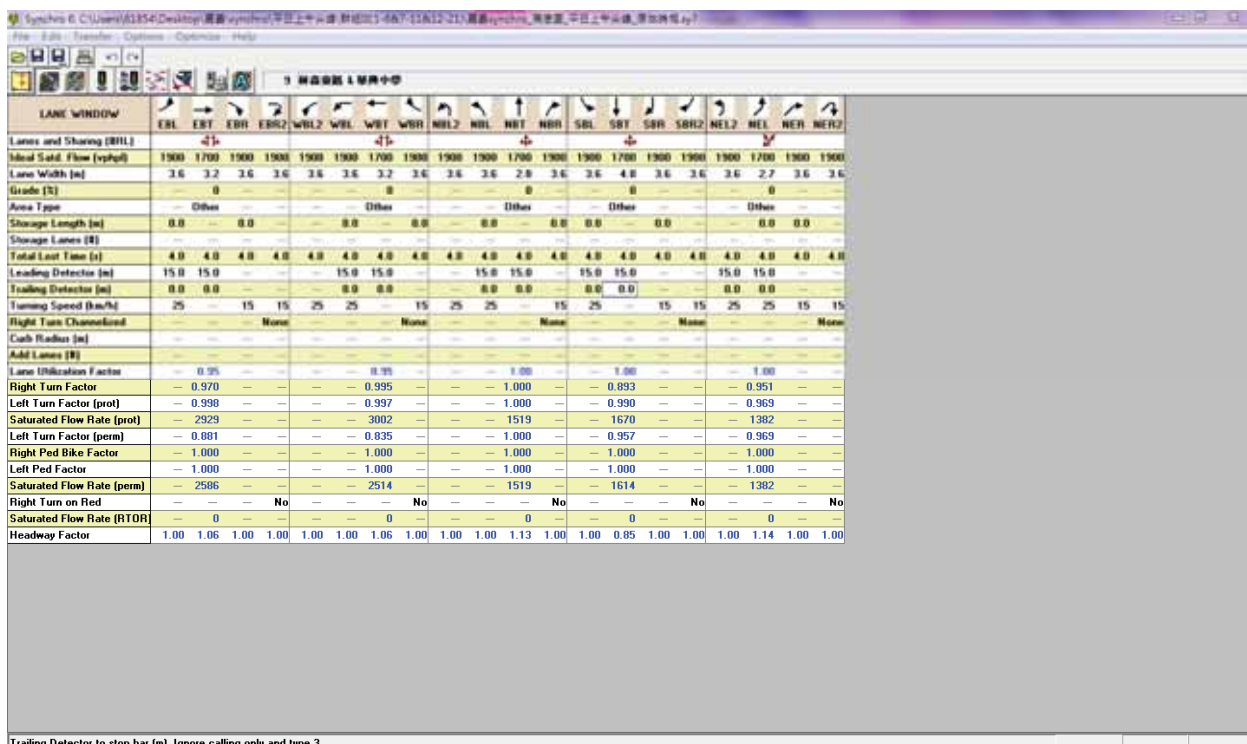 Synchro 6 C:\Users\81854\Desktop\
File Edit Transfer Options Optimize Help
LANE WINDOW EBL EBT EBR EBR2 WBL2 WBL WBT WBR NBL2 NBL NBT NBR SBL SBT SBR SBR2 NEL2 NEL NER NER2
Lanes and Sharing (#RL)
Ideal Satd. Flow (vphpl) 1900 1700 1900 1900 1900 1900 1700 1900 1900 1900 1700 1900 1900 1700 1900 1900 1900 1700 1900 1900
Lane Width (m) 3.6 3.2 3.6 3.6 3.6 3.6 3.2 3.6 3.6 3.6 2.8 3.6 3.6 4.8 3.6 3.6 3.6 2.7 3.6 3.6
Grade (%) — 0 — — — — 0 — — — 0 — — 0 — — — 0 — —
Area Type — Other — — — — Other — — — Other — — Other — — — Other — —
Storage Length (m) 0.0 — 0.0 — — 0.0 — 0.0 — 0.0 — 0.0 0.0 — 0.0 — — 0.0 0.0 —
Storage Lanes (#) — — — — — — — — — — — — — — — — — — — —
Total Lost Time (s) 4.0 4.0 4.0 4.0 4.0 4.0 4.0 4.0 4.0 4.0 4.0 4.0 4.0 4.0 4.0 4.0 4.0 4.0 4.0 4.0
Leading Detector (m) 15.0 15.0 — — — 15.0 15.0 — — 15.0 15.0 — 15.0 15.0 — — 15.0 15.0 — —
Trailing Detector (m) 0.0 0.0 — — — 0.0 0.0 — — 0.0 0.0 — 0.0 0.0 — — 0.0 0.0 — —
Turning Speed (km/h) 25 — 15 15 25 25 — 15 25 25 — 15 25 — 15 15 25 25 15 15
Right Turn Channelized — — — None — — — None — — — None — — — None — — — None
Curb Radius (m) — — — — — — — — — — — — — — — — — — — —
Add Lanes (#) — — — — — — — — — — — — — — — — — — — —
Lane Utilization Factor — 0.95 — — — — 0.95 — — — 1.00 — — 1.00 — — — 1.00 — —
Right Turn Factor — 0.970 — — — — 0.995 — — — 1.000 — — 0.893 — — — 0.951 — —
Left Turn Factor (prot) — 0.998 — — — — 0.997 — — — 1.000 — — 0.990 — — — 0.969 — —
Saturated Flow Rate (prot) — 2929 — — — — 3002 — — — 1519 — — 1670 — — — 1382 — —
Left Turn Factor (perm) — 0.881 — — — — 0.835 — — — 1.000 — — 0.957 — — — 0.969 — —
Right Ped Bike Factor — 1.000 — — — — 1.000 — — — 1.000 — — 1.000 — — — 1.000 — —
Left Ped Factor — 1.000 — — — — 1.000 — — — 1.000 — — 1.000 — — — 1.000 — —
Saturated Flow Rate (perm) — 2586 — — — — 2514 — — — 1519 — — 1614 — — — 1382 — —
Right Turn on Red — — — No — — — No — — — No — — — No — — — No
Saturated Flow Rate (RTOR) — 0 — — — — 0 — — — 0 — — 0 — — — 0 — —
Headway Factor 1.00 1.06 1.00 1.00 1.00 1.00 1.06 1.00 1.00 1.00 1.13 1.00 1.00 0.85 1.00 1.00 1.00 1.14 1.00 1.00
Trailing Detector to stop bar (m). Ignore calling only and type 3